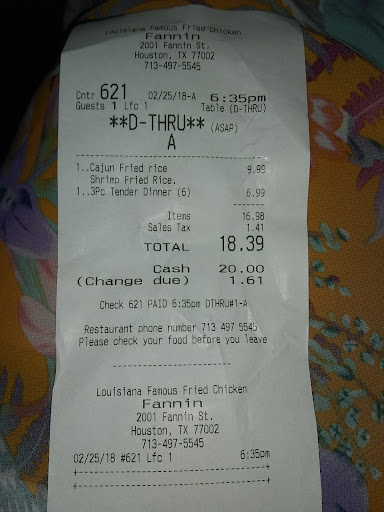 Louisiana Famous Fried Chicken
Fannin
2001 Fannin St.
Houston, TX 77002
713-497-5545
Cntr 621 02/25/18-A 6:35pm
Guests 1 Lfc 1 Table (D-THRU)
**D-THRU** (ASAP)
A
1..Cajun Fried rice 9.99
Shrimp Fried Rice.
1..3Pc Tender Dinner (6) 6.99
Items 16.98
Sales Tax 1.41
TOTAL 18.39
Cash 20.00
(Change due) 1.61
Check 621 PAID 6:35pm DTHRU#1-A
Restaurant phone number 713 497 5545
Please check your food before you leave
Louisiana Famous Fried Chicken
Fannin
2001 Fannin St.
Houston, TX 77002
713-497-5545
02/25/18 #621 Lfc 1 6:35pm